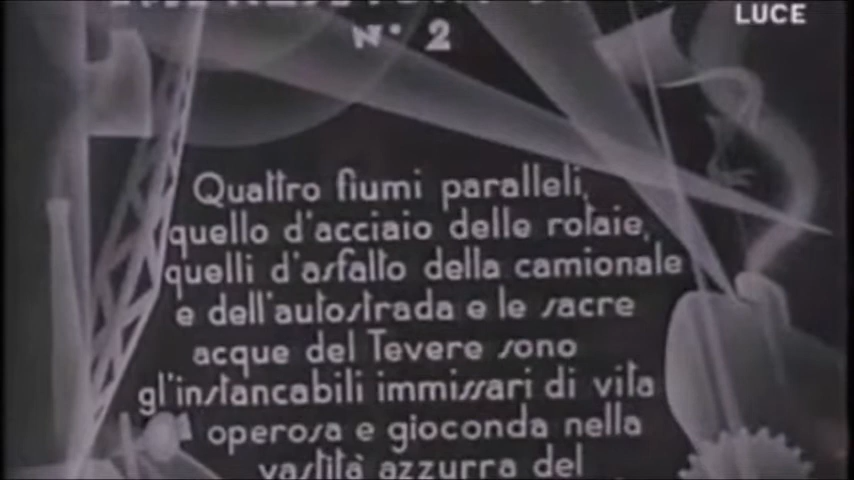 LUCE
N° 2
Quattro fiumi paralleli,
quello d'acciaio delle rotaie,
quelli d'asfalto della camionale
e dell'autostrada e le sacre
acque del Tevere sono
gl'instancabili immissari di vita
operosa e gioconda nella
vastità azzurra del